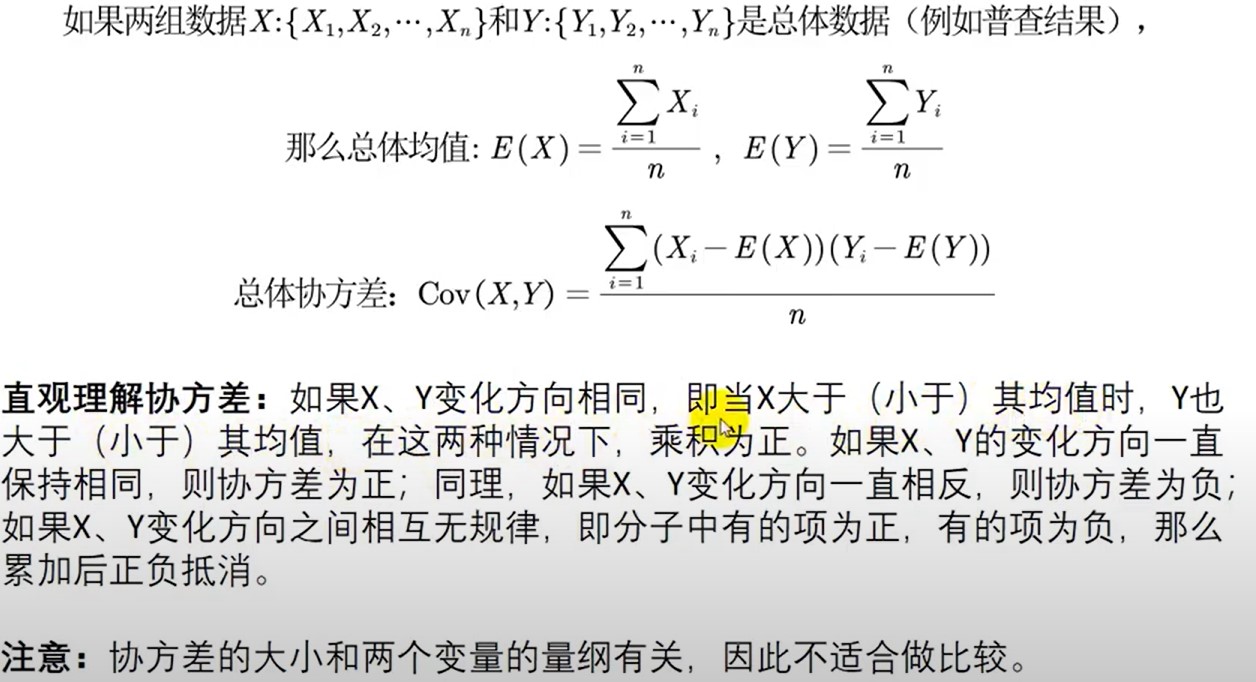 如果两组数据X:{X₁,X₂,⋯,Xₙ}和Y:{Y₁,Y₂,⋯,Yₙ}是总体数据（例如普查结果），
那么总体均值: E(X) = \frac{\sum_{i=1}^{n} X_i}{n} ，E(Y) = \frac{\sum_{i=1}^{n} Y_i}{n}
总体协方差：Cov(X,Y) = \frac{\sum_{i=1}^{n} (X_i − E(X))(Y_i − E(Y))}{n}
直观理解协方差：如果X、Y变化方向相同，即当X大于（小于）其均值时，Y也
大于（小于）其均值，在这两种情况下，乘积为正。如果X、Y的变化方向一直
保持相同，则协方差为正；同理，如果X、Y变化方向一直相反，则协方差为负；
如果X、Y变化方向之间相互无规律，即分子中有的项为正，有的项为负，那么
累加后正负抵消。
注意：协方差的大小和两个变量的量纲有关，因此不适合做比较。